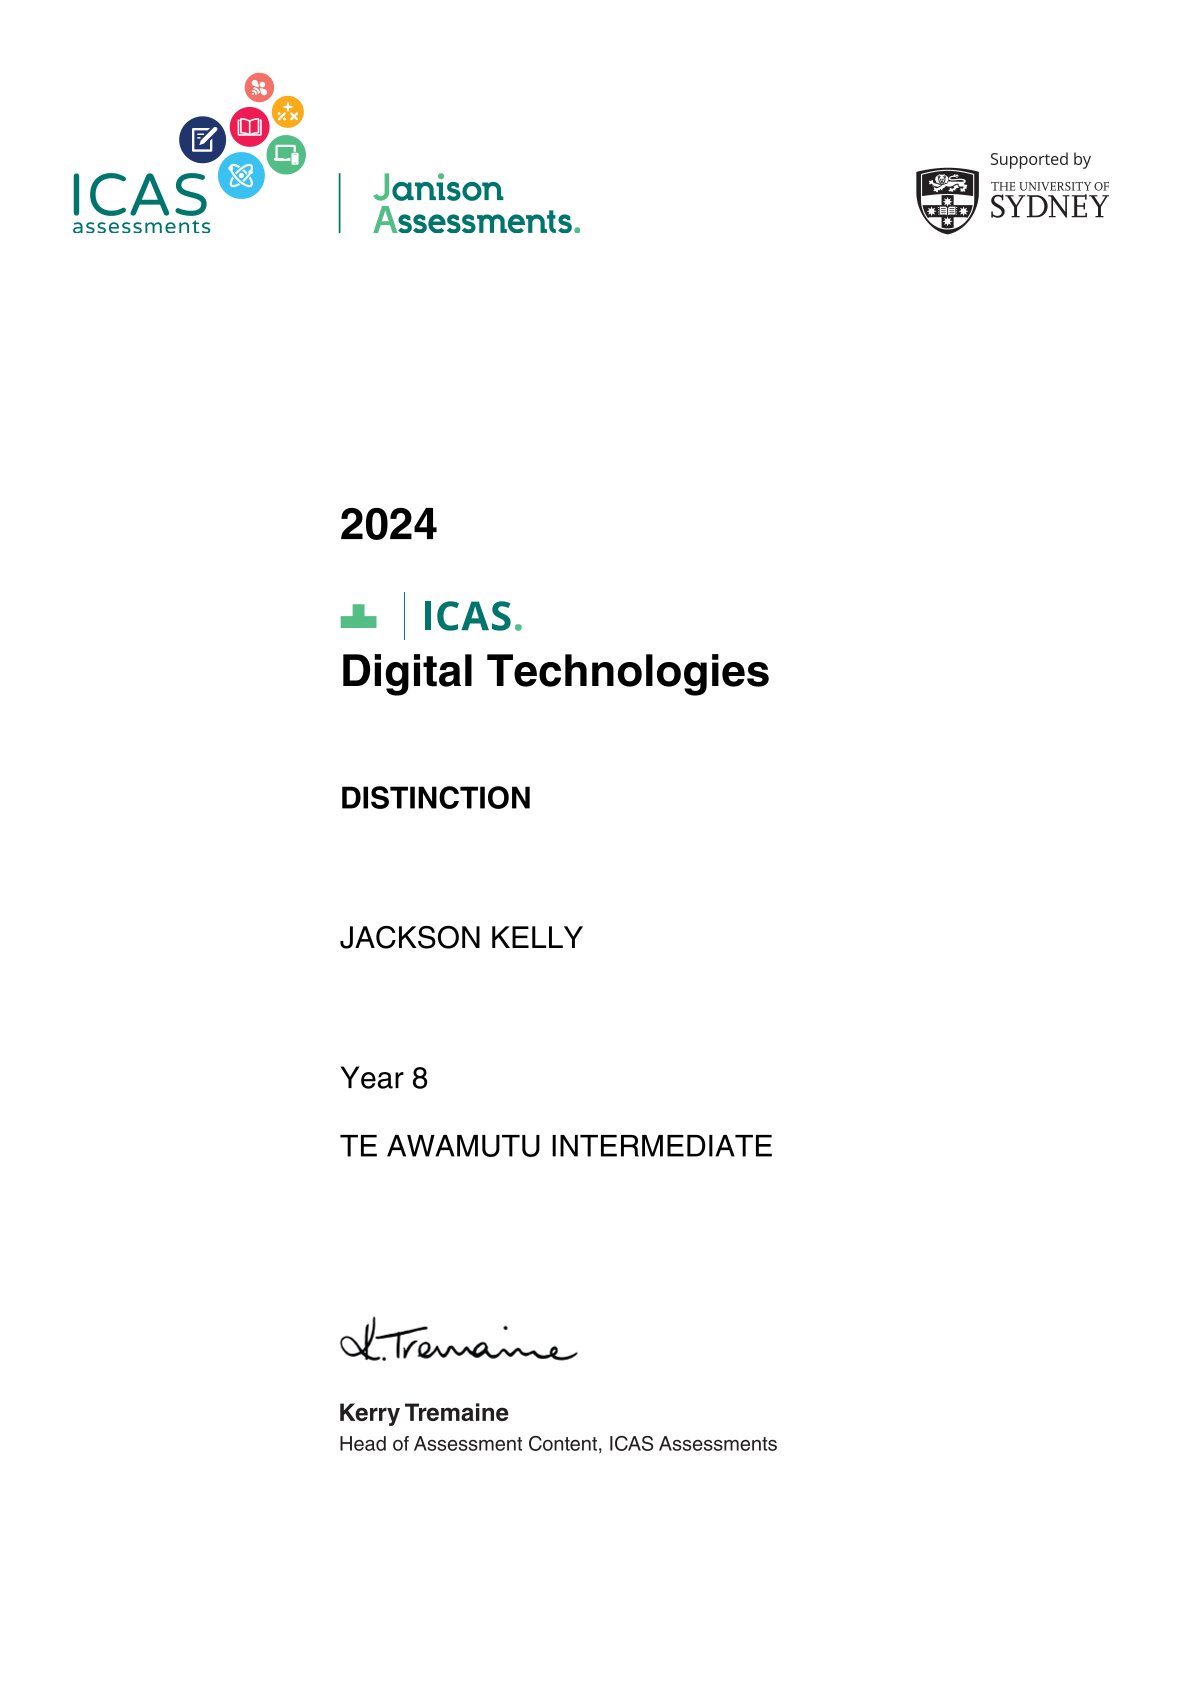 ICAS
assessments
Janison
Assessments.
Supported by
THE UNIVERSITY OF
SYDNEY
2024
ICAS.
Digital Technologies
DISTINCTION
JACKSON KELLY
Year 8
TE AWAMUTU INTERMEDIATE
K. Tremaine
Kerry Tremaine
Head of Assessment Content, ICAS Assessments